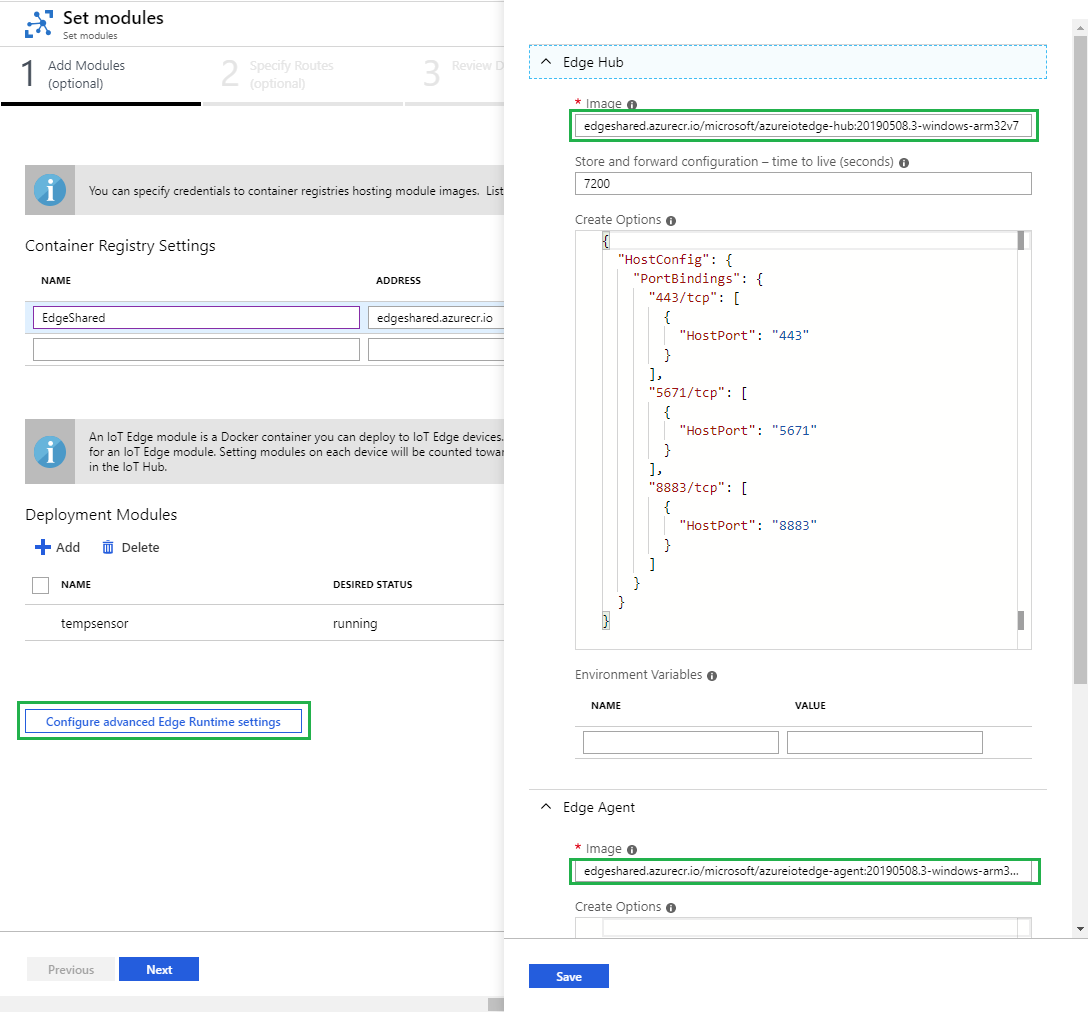 Set modules
Set modules
1 Add Modules
(optional)
2 Specify Routes
(optional)
3 Review D
You can specify credentials to container registries hosting module images. List
Container Registry Settings
NAME ADDRESS
EdgeShared edgeshared.azurecr.io
An IoT Edge module is a Docker container you can deploy to IoT Edge devices.
for an IoT Edge module. Setting modules on each device will be counted towar
in the IoT Hub.
Deployment Modules
Add Delete
NAME DESIRED STATUS
tempsensor running
Configure advanced Edge Runtime settings
Previous Next
Edge Hub
* Image
edgeshared.azurecr.io/microsoft/azureiotedge-hub:20190508.3-windows-arm32v7
Store and forward configuration – time to live (seconds)
7200
Create Options
{
"HostConfig": {
"PortBindings": {
"443/tcp": [
{
"HostPort": "443"
}
],
"5671/tcp": [
{
"HostPort": "5671"
}
],
"8883/tcp": [
{
"HostPort": "8883"
}
]
}
}
}
Environment Variables
NAME VALUE
Edge Agent
* Image
edgeshared.azurecr.io/microsoft/azureiotedge-agent:20190508.3-windows-arm3...
Create Options
Save